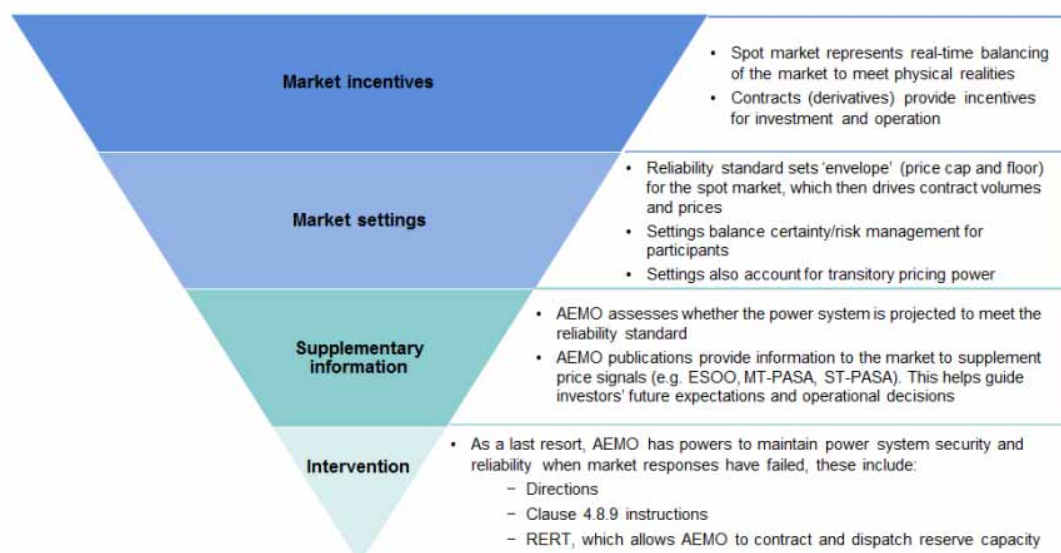 Market incentives
• Spot market represents real-time balancing
of the market to meet physical realities
• Contracts (derivatives) provide incentives
for investment and operation
Market settings
• Reliability standard sets ‘envelope’ (price cap and floor)
for the spot market, which then drives contract volumes
and prices
• Settings balance certainty/risk management for
participants
• Settings also account for transitory pricing power
Supplementary
information
• AEMO assesses whether the power system is projected to meet the
reliability standard
• AEMO publications provide information to the market to supplement
price signals (e.g. ESOO, MT-PASA, ST-PASA). This helps guide
investors’ future expectations and operational decisions
Intervention
• As a last resort, AEMO has powers to maintain power system security and
reliability when market responses have failed, these include:
− Directions
− Clause 4.8.9 instructions
− RERT, which allows AEMO to contract and dispatch reserve capacity